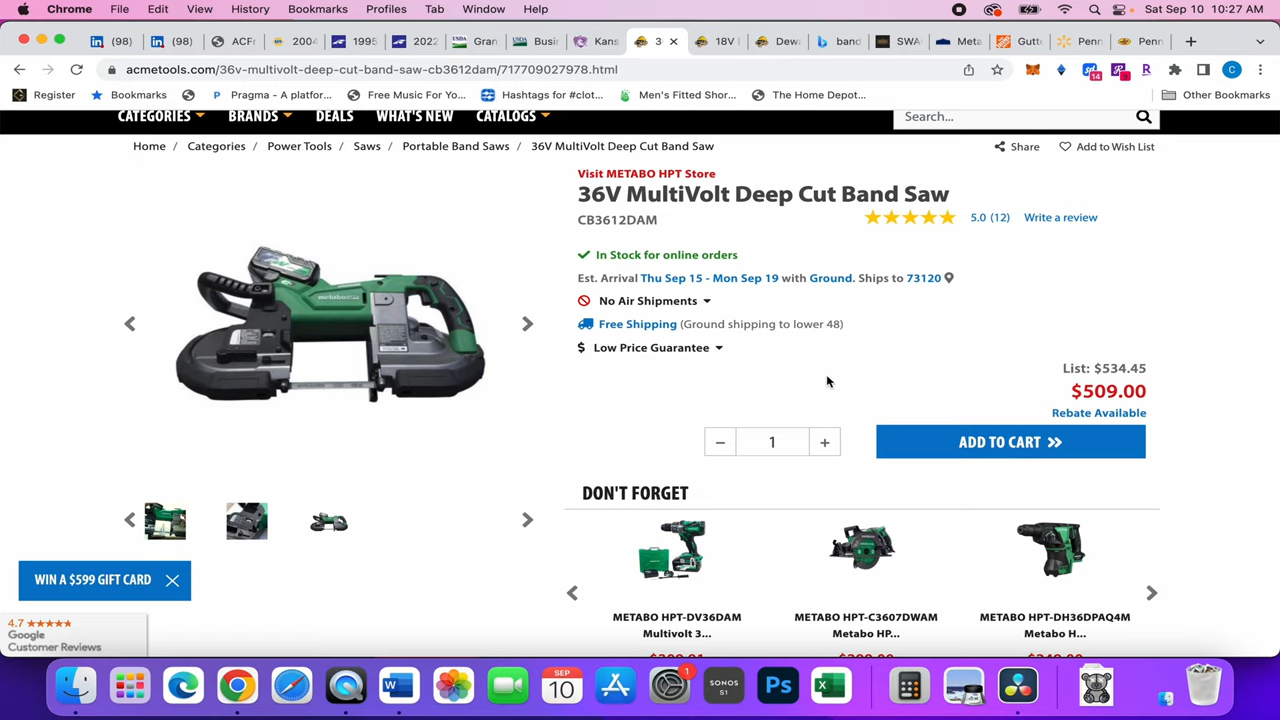 Chrome File Edit View History Bookmarks Profiles Tab Window Help Sat Sep 10 10:27 AM
(98) (98) ACFr 2004 1995 2022 Gran Busi Kans 3 18V Dew band SWA Meta Gutt Penn Penn
acmetools.com/36v-multivolt-deep-cut-band-saw-cb3612dam/717709027978.html
Register Bookmarks Pragma - A platfor... Free Music For Yo... Hashtags for #clot... Men's Fitted Shor... The Home Depot... Other Bookmarks
CATEGORIES BRANDS DEALS WHAT'S NEW CATALOGS Search...
Home / Categories / Power Tools / Saws / Portable Band Saws / 36V MultiVolt Deep Cut Band Saw Share Add to Wish List
Visit METABO HPT Store
36V MultiVolt Deep Cut Band Saw
CB3612DAM 5.0 (12) Write a review
In Stock for online orders
Est. Arrival Thu Sep 15 - Mon Sep 19 with Ground. Ships to 73120
No Air Shipments
Free Shipping (Ground shipping to lower 48)
$ Low Price Guarantee
List: $534.45
$509.00
Rebate Available
− 1 + ADD TO CART
DON'T FORGET
METABO HPT-DV36DAM Multivolt 3...
METABO HPT-C3607DWAM Metabo HP...
METABO HPT-DH36DPAQ4M Metabo H...
WIN A $599 GIFT CARD
4.7
Google
Customer Reviews
SEP
10
SONOS
S1
Ps
1
14